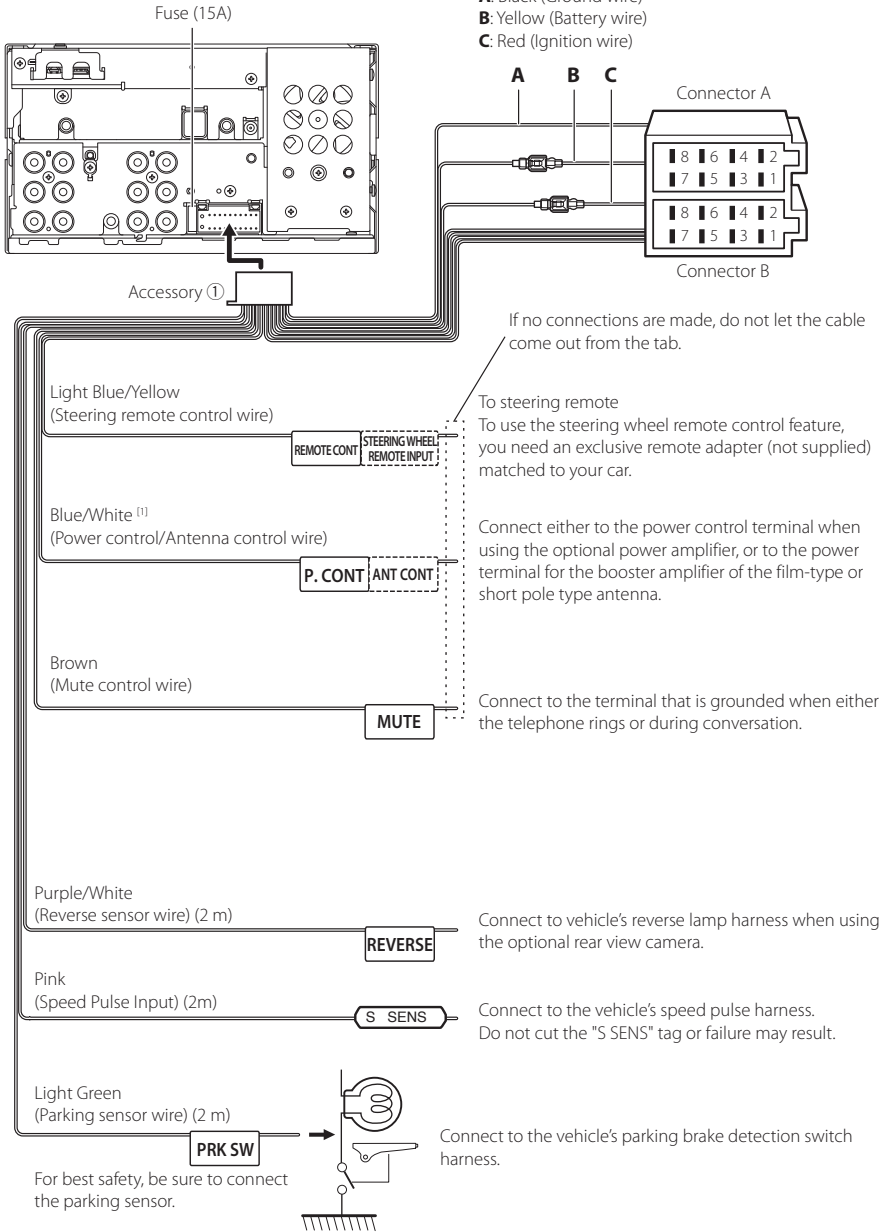 Fuse (15A)
A: Black (Ground wire)
B: Yellow (Battery wire)
C: Red (Ignition wire)
A B C
Connector A
8 6 4 2
7 5 3 1
8 6 4 2
7 5 3 1
Connector B
Accessory ①
If no connections are made, do not let the cable
come out from the tab.
Light Blue/Yellow
(Steering remote control wire)
REMOTE CONT
STEERING WHEEL
REMOTE INPUT
To steering remote
To use the steering wheel remote control feature,
you need an exclusive remote adapter (not supplied)
matched to your car.
Blue/White [1]
(Power control/Antenna control wire)
P. CONT ANT CONT
Connect either to the power control terminal when
using the optional power amplifier, or to the power
terminal for the booster amplifier of the film-type or
short pole type antenna.
Brown
(Mute control wire)
MUTE
Connect to the terminal that is grounded when either
the telephone rings or during conversation.
Purple/White
(Reverse sensor wire) (2 m)
REVERSE
Connect to vehicle's reverse lamp harness when using
the optional rear view camera.
Pink
(Speed Pulse Input) (2m)
S SENS
Connect to the vehicle's speed pulse harness.
Do not cut the "S SENS" tag or failure may result.
Light Green
(Parking sensor wire) (2 m)
PRK SW
For best safety, be sure to connect
the parking sensor.
Connect to the vehicle's parking brake detection switch
harness.